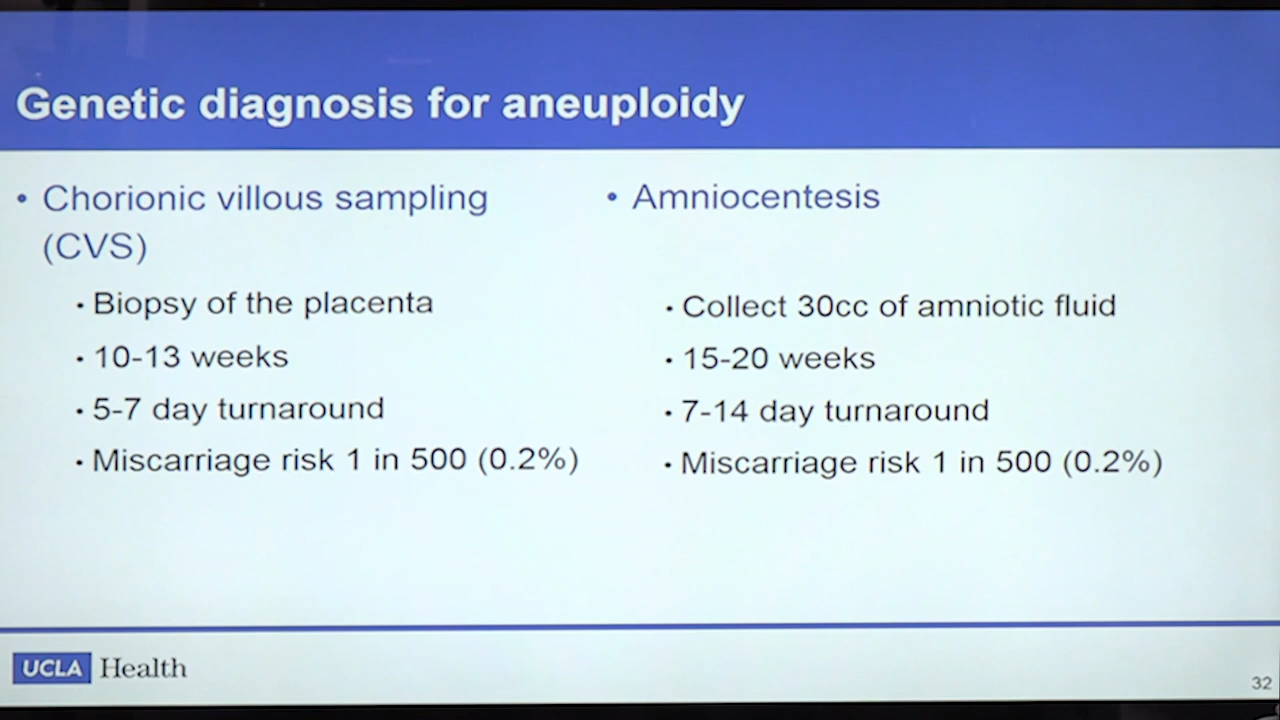 Genetic diagnosis for aneuploidy
• Chorionic villous sampling
(CVS)
• Biopsy of the placenta
• 10-13 weeks
• 5-7 day turnaround
• Miscarriage risk 1 in 500 (0.2%)
• Amniocentesis
• Collect 30cc of amniotic fluid
• 15-20 weeks
• 7-14 day turnaround
• Miscarriage risk 1 in 500 (0.2%)
UCLA Health
32